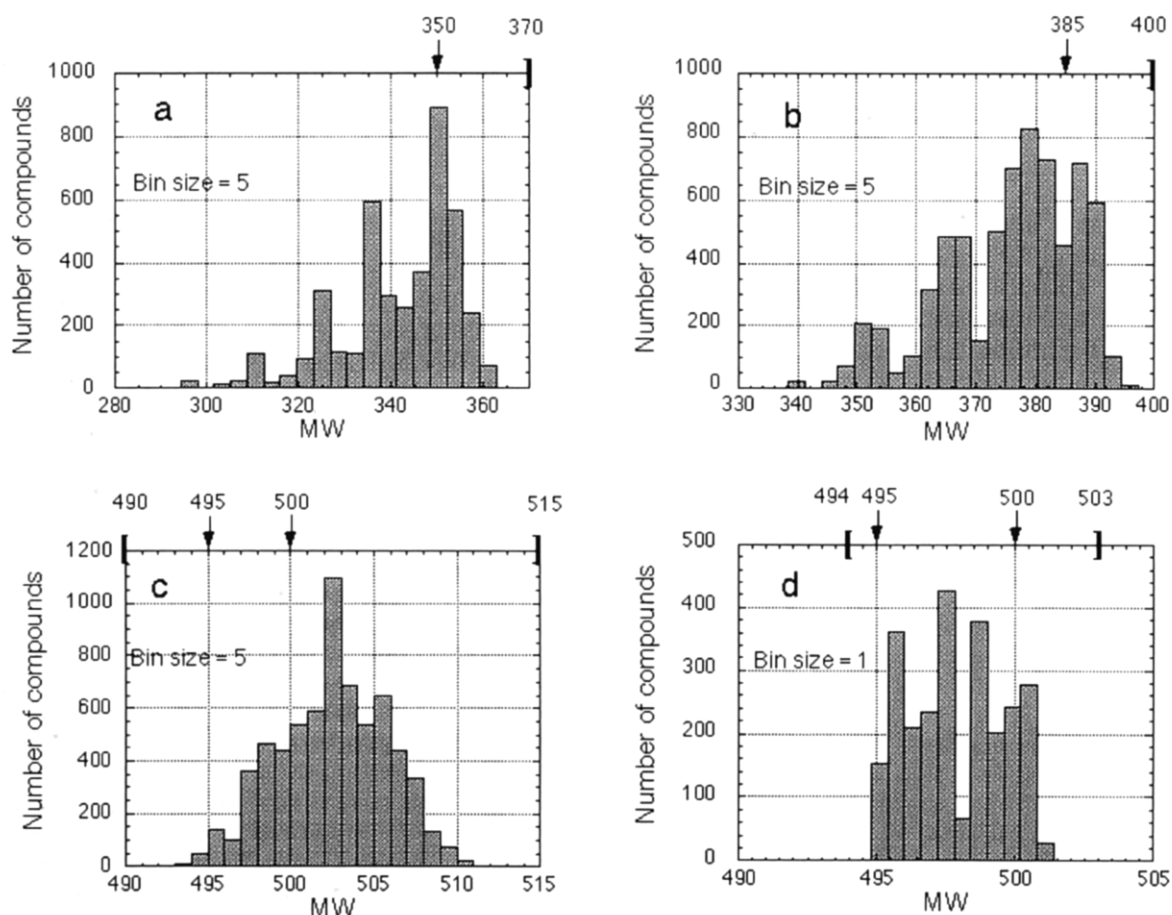 350 370
1000
800
600
400
200
0
a
Bin size = 5
Number of compounds
280 300 320 340 360
MW
385 400
1000
800
600
400
200
0
b
Bin size = 5
Number of compounds
330 340 350 360 370 380 390 400
MW
490 495 500 515
1200
1000
800
600
400
200
0
c
Bin size = 5
Number of compounds
490 495 500 505 510 515
MW
494 495 500 503
500
400
300
200
100
0
d
Bin size = 1
Number of compounds
490 495 500 505
MW